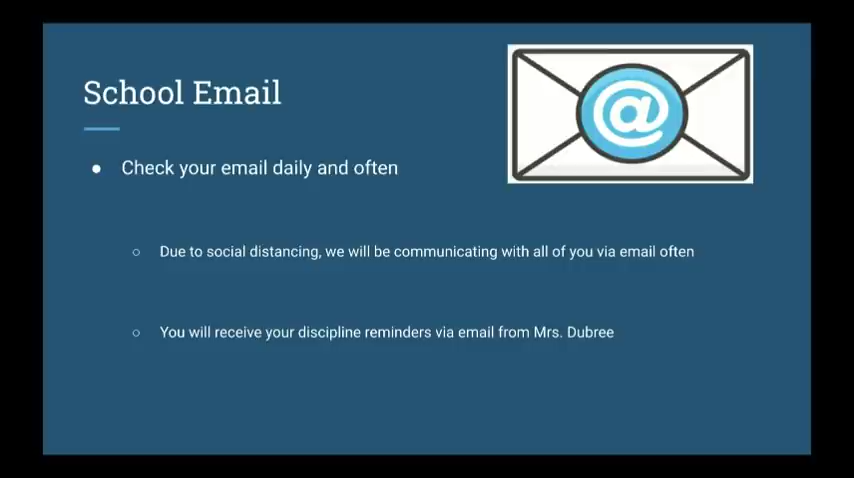 School Email
● Check your email daily and often
○ Due to social distancing, we will be communicating with all of you via email often
○ You will receive your discipline reminders via email from Mrs. Dubree
@